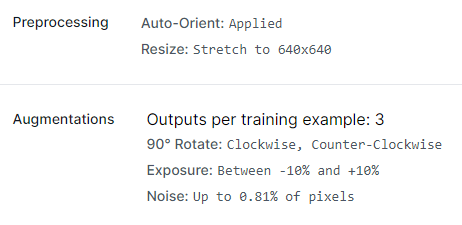 Preprocessing
Auto-Orient: Applied
Resize: Stretch to 640x640
Augmentations
Outputs per training example: 3
90° Rotate: Clockwise, Counter-Clockwise
Exposure: Between -10% and +10%
Noise: Up to 0.81% of pixels